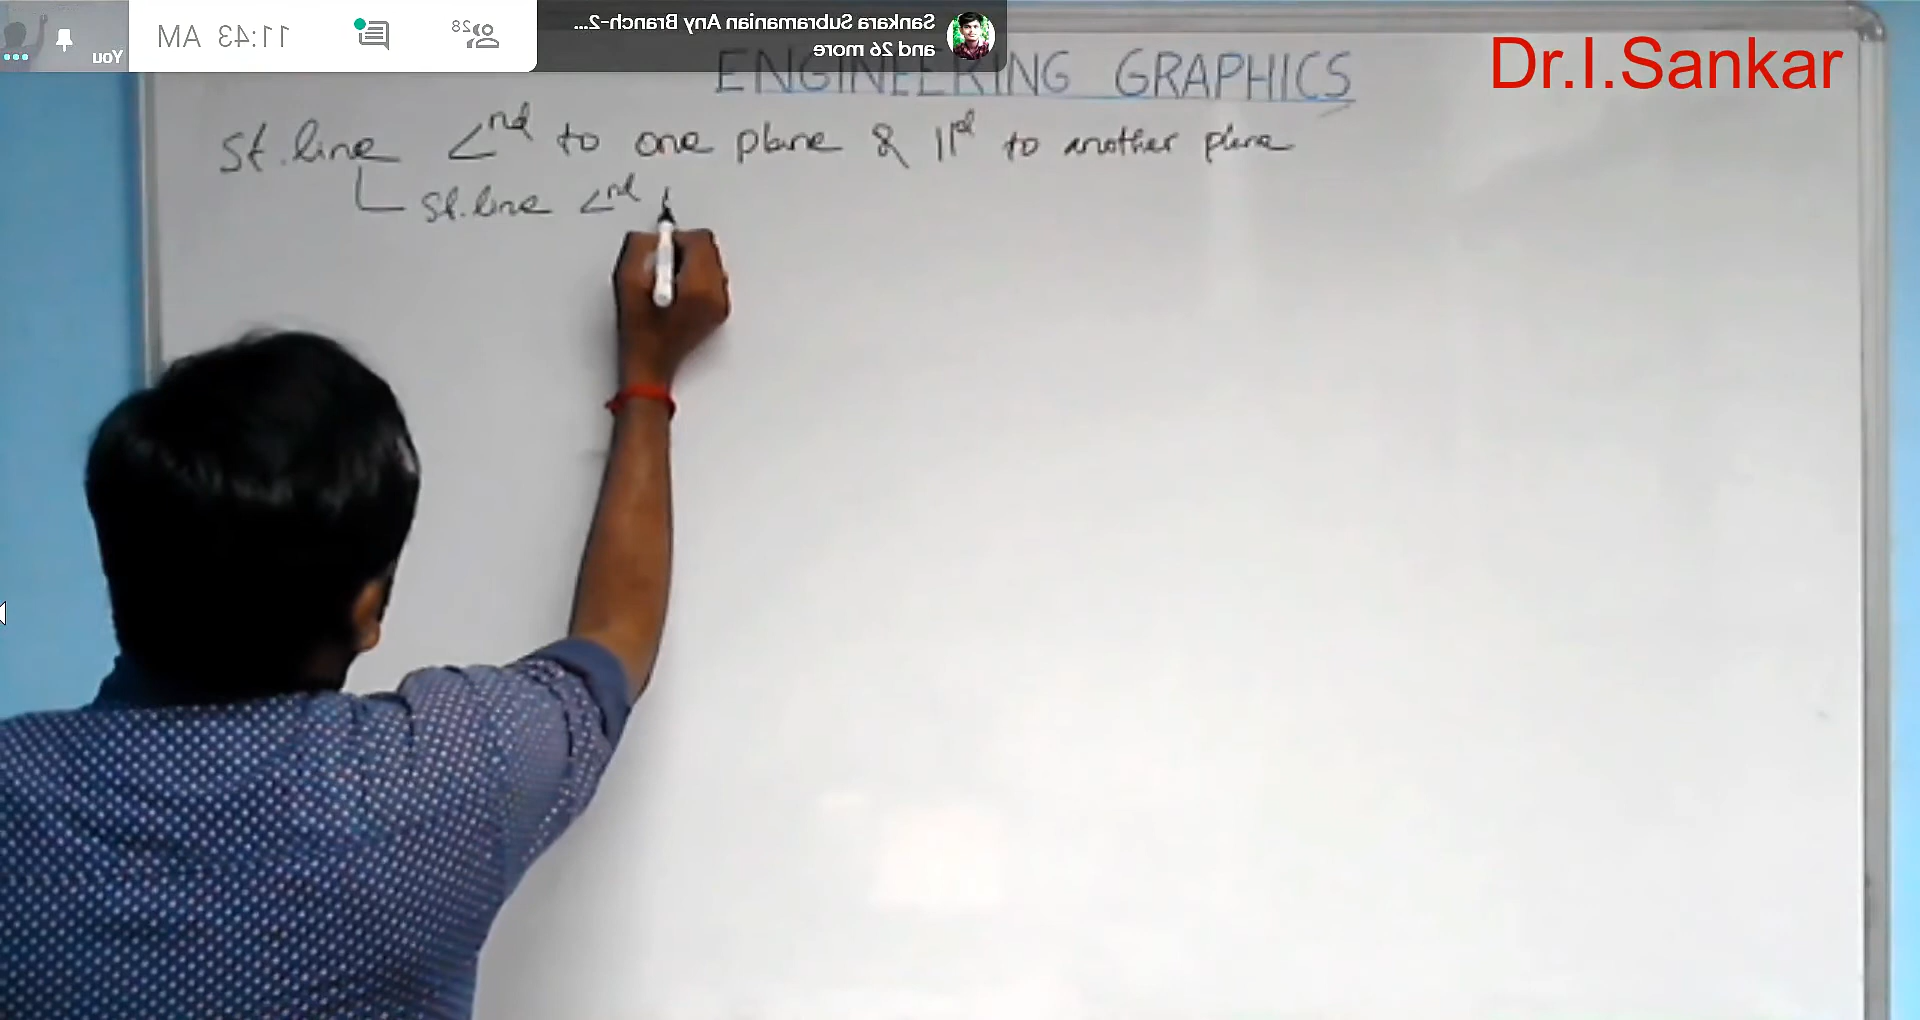 You
11:43 AM
28
Sankara Subramanian Any Branch-2...
and 26 more
Dr.I.Sankar
ENGINEERING GRAPHICS
St. line ∠nd to one plane & ||l to another plane
St. line ∠nd t